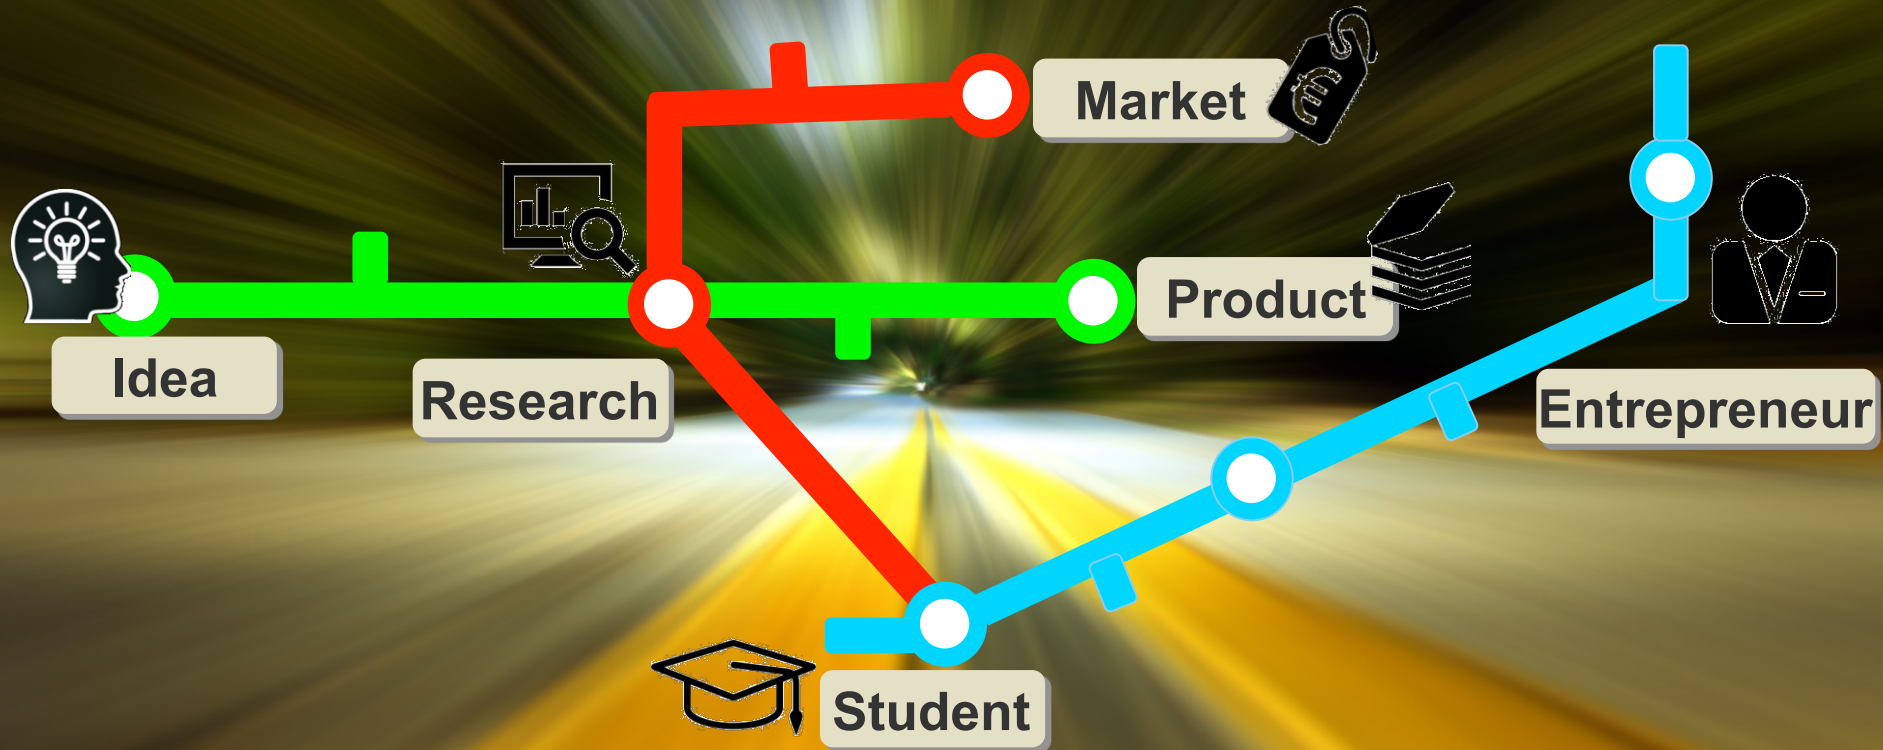 Market
€
Product
Idea
Research
Entrepreneur
Student